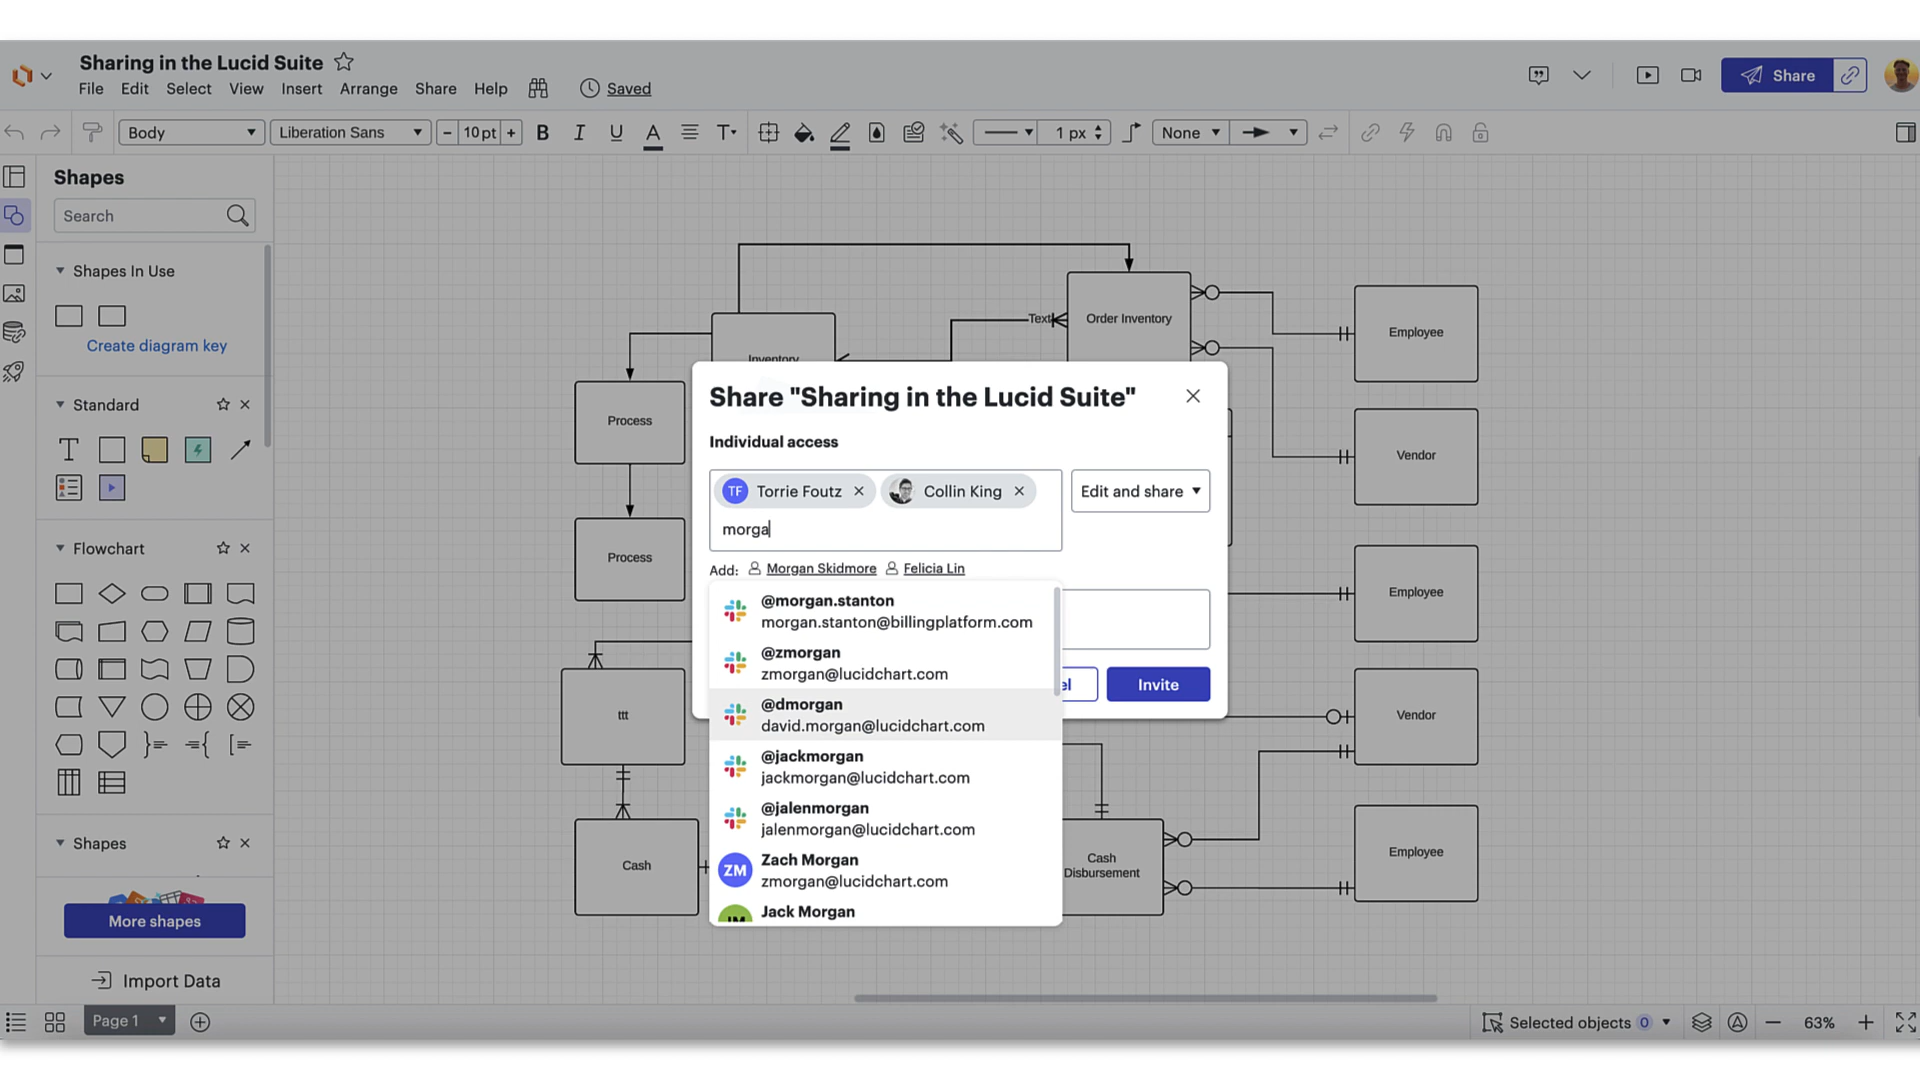 Sharing in the Lucid Suite
File Edit Select View Insert Arrange Share Help Saved
Share
Body Liberation Sans - 10 pt + B I U A T 1 px None
Shapes
Search
Shapes In Use
Create diagram key
Standard
T
Flowchart
Shapes
More shapes
Import Data
Text
Order Inventory
Employee
Inventory
Process
Vendor
Process
Employee
ttt
Vendor
Cash
Cash
Disbursement
Employee
Share "Sharing in the Lucid Suite"
Individual access
TF Torrie Foutz Collin King
Edit and share
morga
Add: Morgan Skidmore Felicia Lin
@morgan.stanton
morgan.stanton@billingplatform.com
@zmorgan
zmorgan@lucidchart.com
@dmorgan
david.morgan@lucidchart.com
@jackmorgan
jackmorgan@lucidchart.com
@jalenmorgan
jalenmorgan@lucidchart.com
ZM
Zach Morgan
zmorgan@lucidchart.com
JM
Jack Morgan
el
Invite
Page 1
Selected objects 0
63%